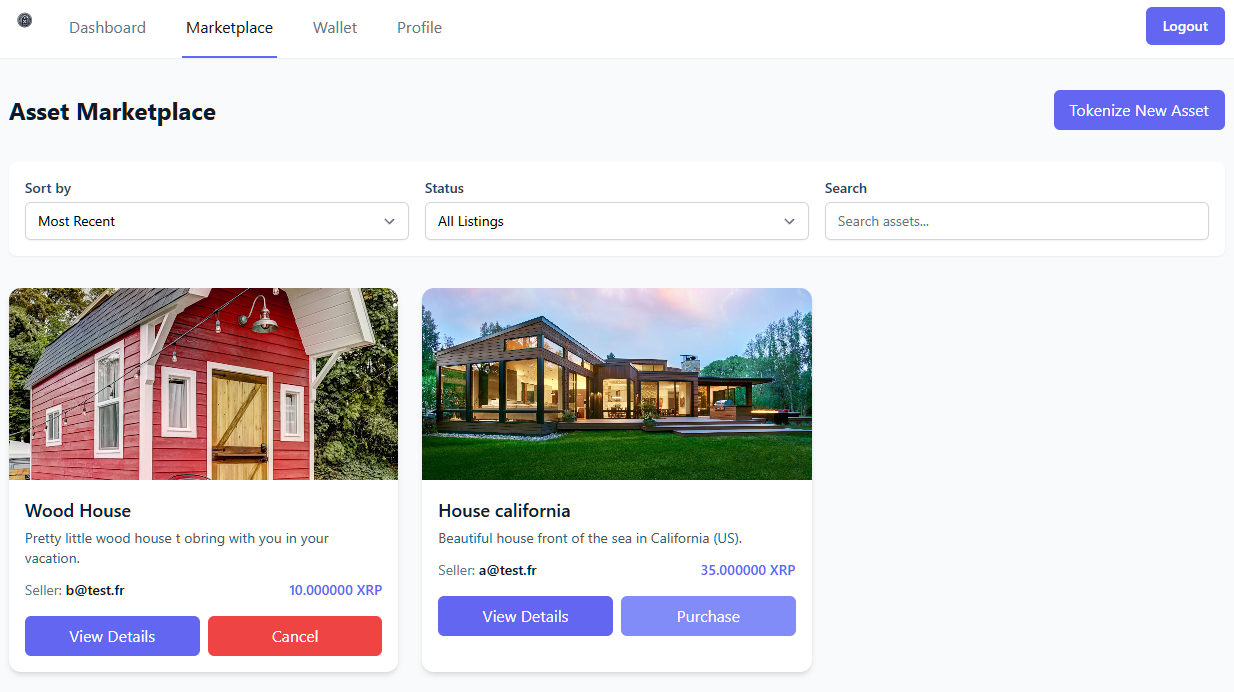 Dashboard
Marketplace
Wallet
Profile
Logout
Asset Marketplace
Tokenize New Asset
Sort by
Status
Search
Most Recent
All Listings
Search assets...
Wood House
Pretty little wood house t obring with you in your
vacation.
Seller: b@test.fr
10.000000 XRP
View Details
Cancel
House california
Beautiful house front of the sea in California (US).
Seller: a@test.fr
35.000000 XRP
View Details
Purchase